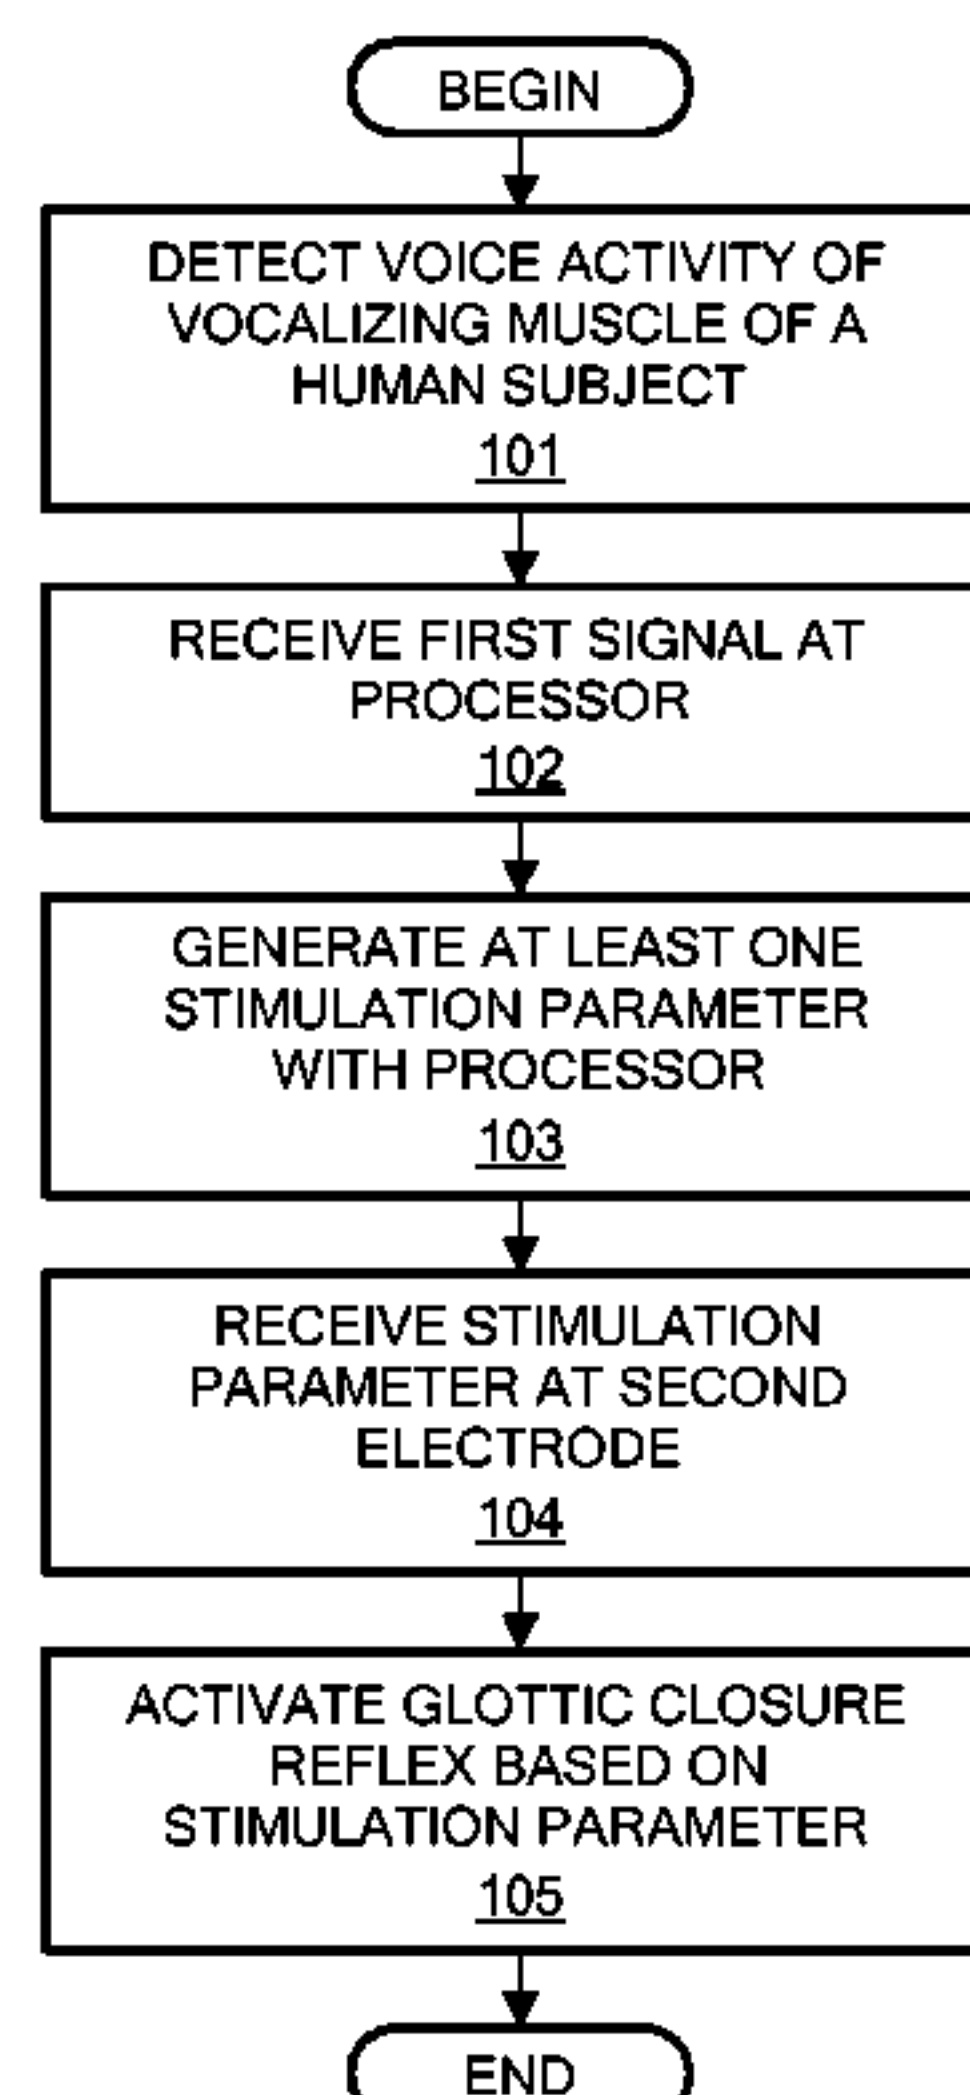 BEGIN
DETECT VOICE ACTIVITY OF
VOCALIZING MUSCLE OF A
HUMAN SUBJECT
101
RECEIVE FIRST SIGNAL AT
PROCESSOR
102
GENERATE AT LEAST ONE
STIMULATION PARAMETER
WITH PROCESSOR
103
RECEIVE STIMULATION
PARAMETER AT SECOND
ELECTRODE
104
ACTIVATE GLOTTIC CLOSURE
REFLEX BASED ON
STIMULATION PARAMETER
105
END